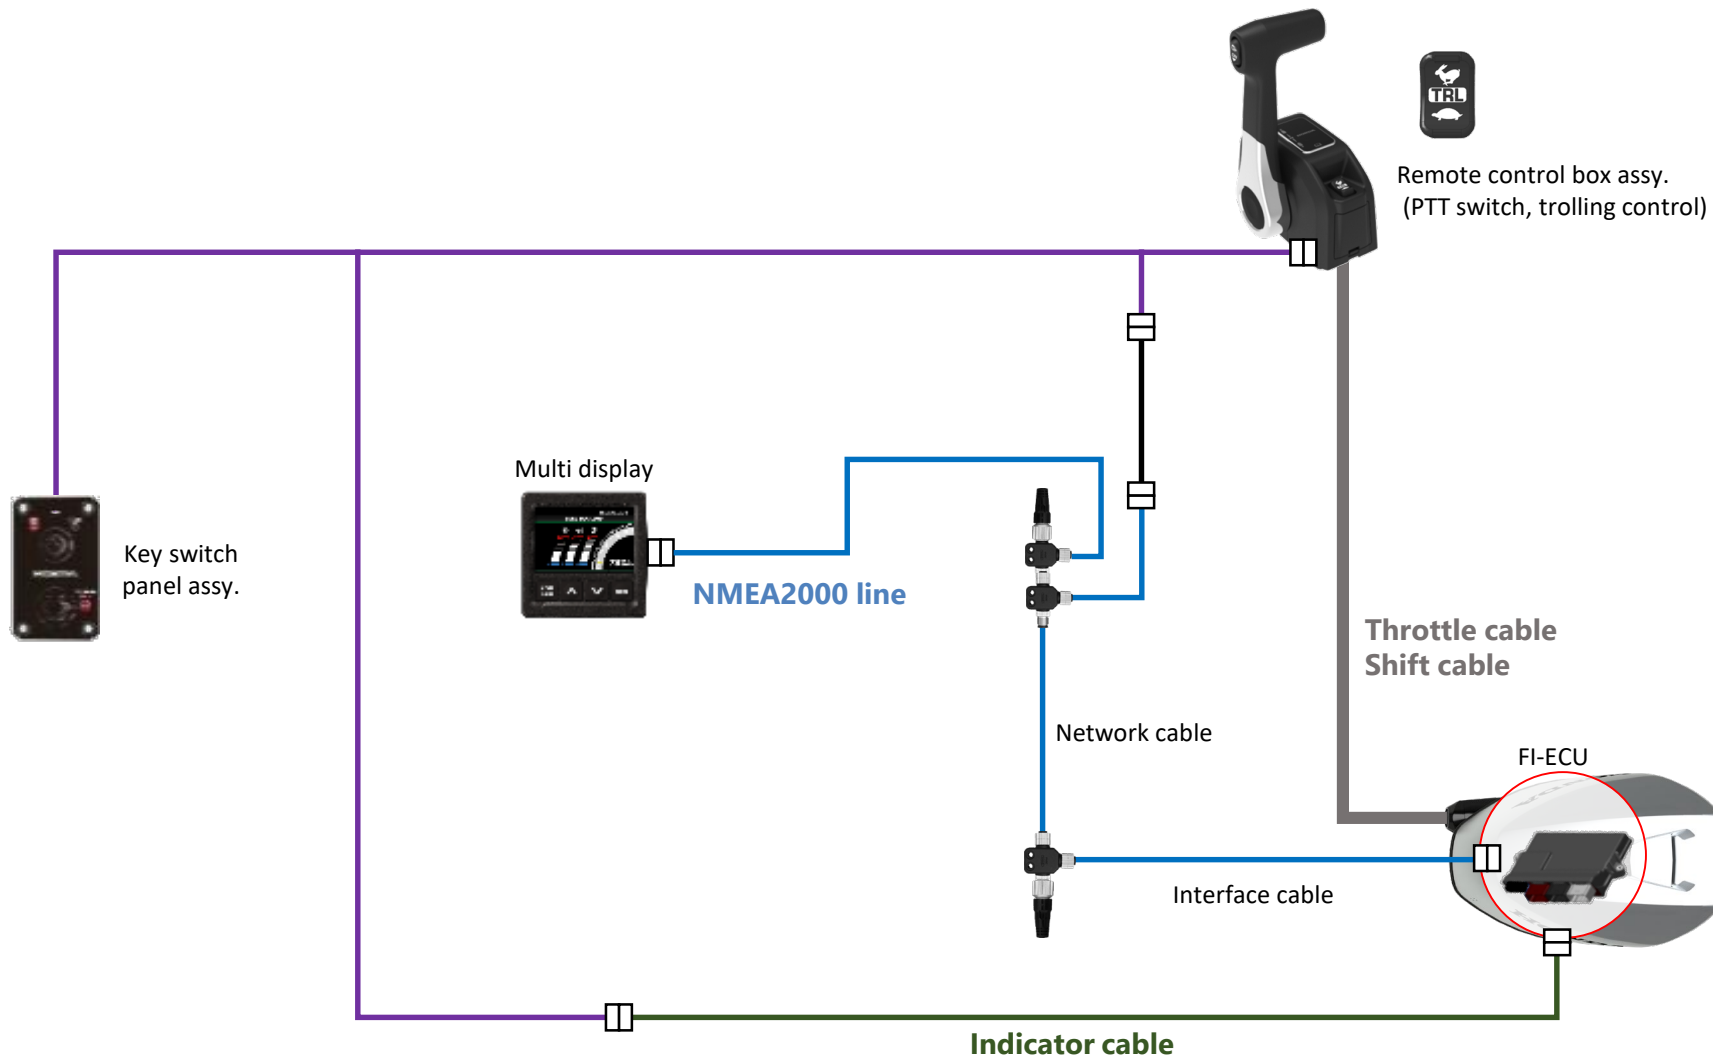 TRL
Remote control box assy.
(PTT switch, trolling control)
Multi display
Key switch
panel assy.
NMEA2000 line
Throttle cable
Shift cable
Network cable
FI-ECU
Interface cable
Indicator cable